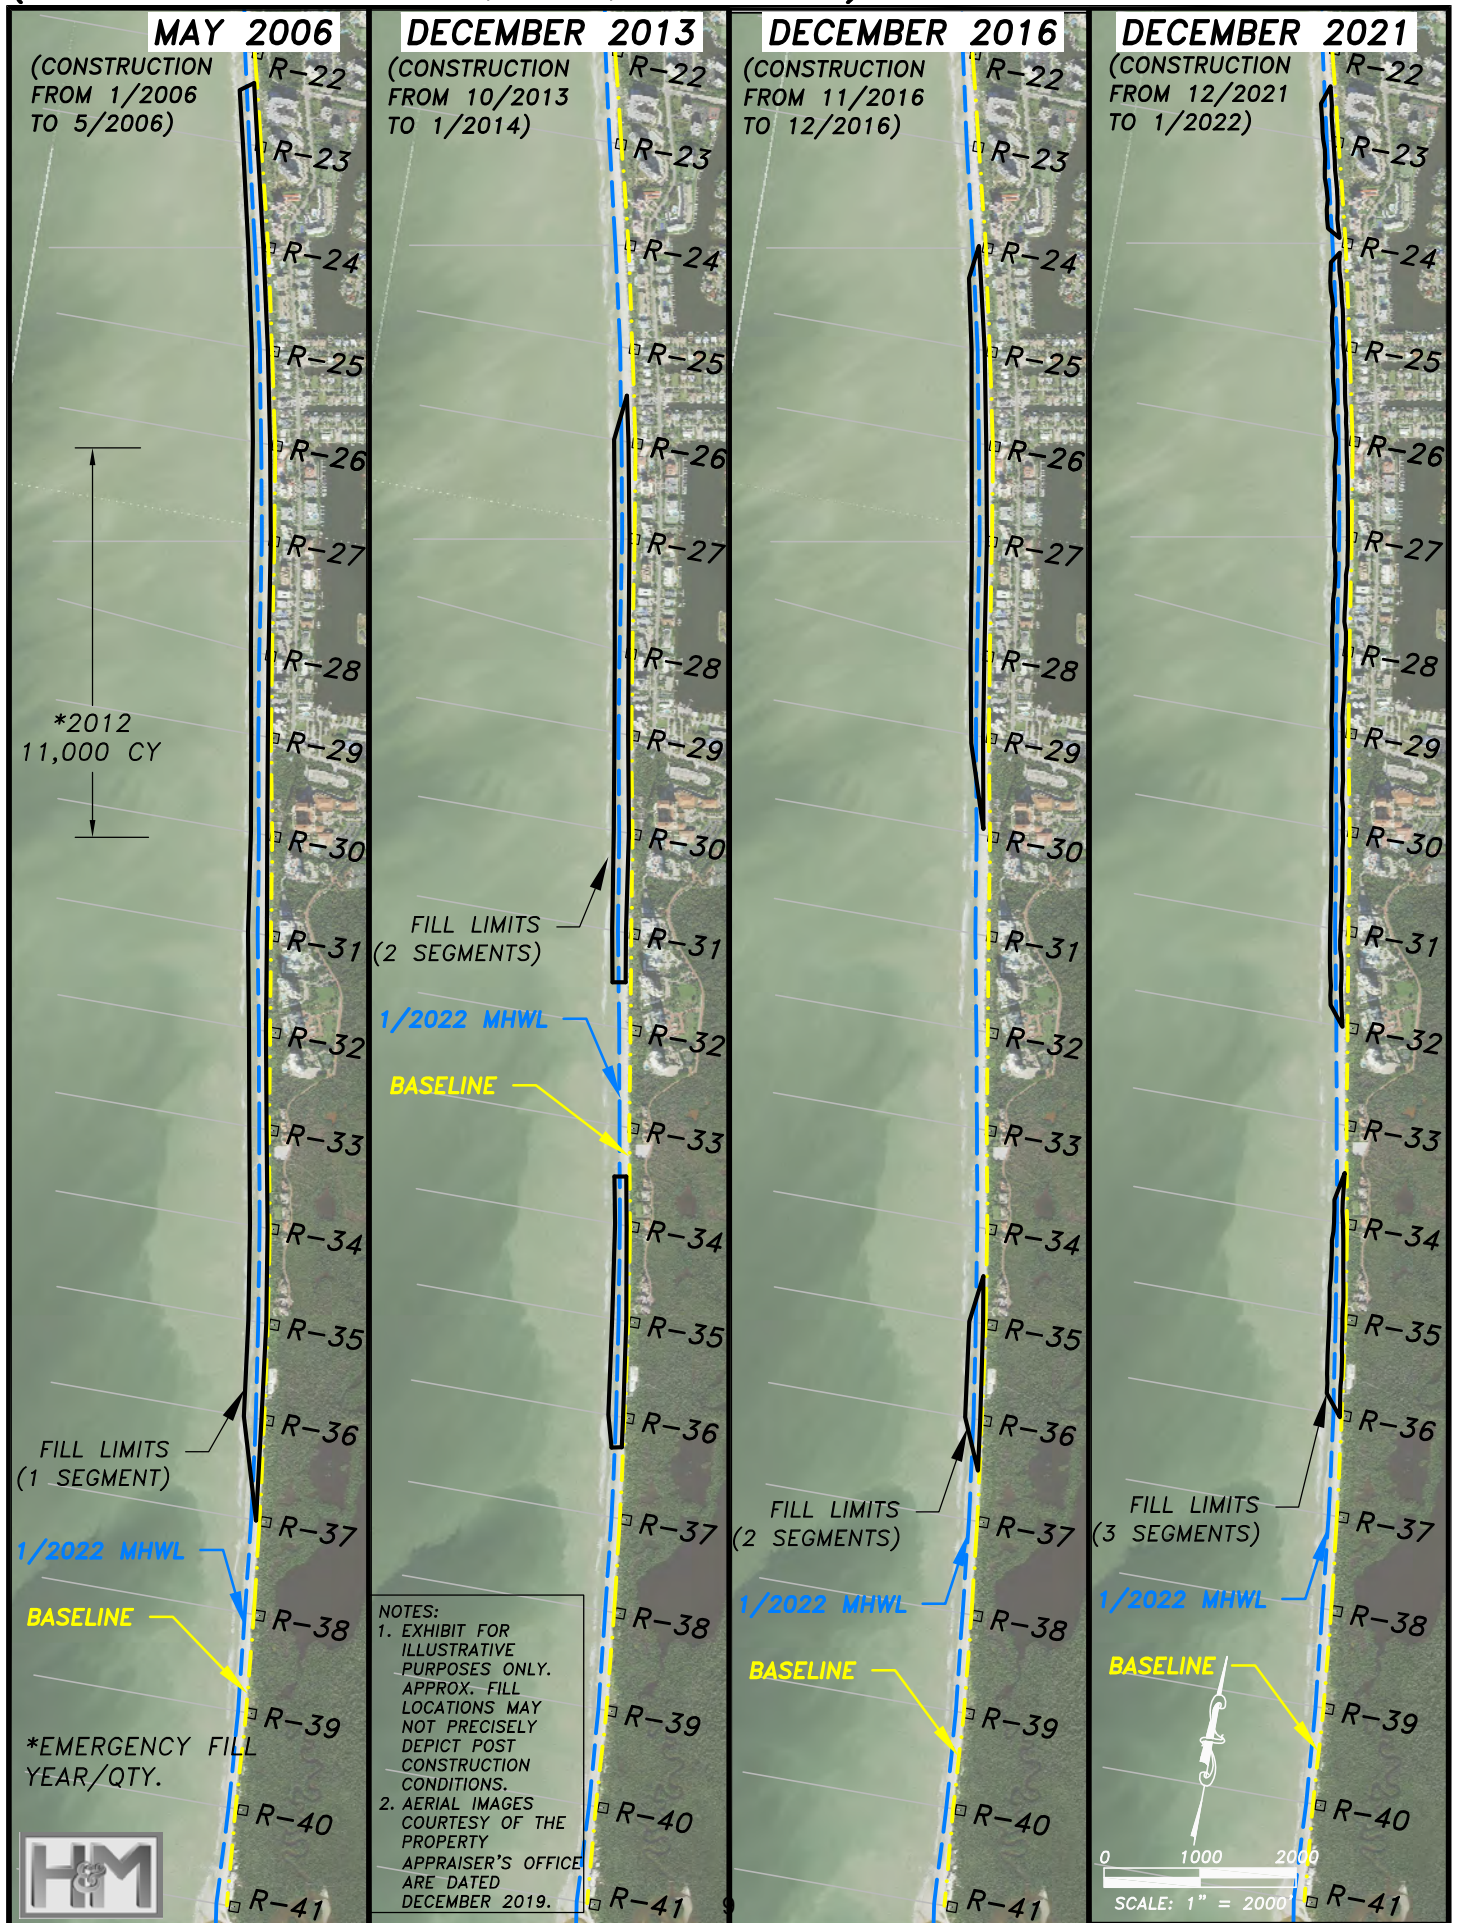 MAY 2006
(CONSTRUCTION
FROM 1/2006
TO 5/2006)
R-22
R-23
R-24
R-25
R-26
R-27
R-28
*2012
11,000 CY
R-29
R-30
R-31
R-32
R-33
R-34
R-35
R-36
FILL LIMITS
(1 SEGMENT)
R-37
1/2022 MHWL
BASELINE
R-38
R-39
*EMERGENCY FILL
YEAR/QTY.
R-40
H&M
R-41
DECEMBER 2013
(CONSTRUCTION
FROM 10/2013
TO 1/2014)
R-22
R-23
R-24
R-25
R-26
R-27
R-28
R-29
R-30
FILL LIMITS
(2 SEGMENTS)
R-31
1/2022 MHWL
R-32
BASELINE
R-33
R-34
R-35
R-36
R-37
R-38
R-39
R-40
R-41
NOTES:
1. EXHIBIT FOR
ILLUSTRATIVE
PURPOSES ONLY.
APPROX. FILL
LOCATIONS MAY
NOT PRECISELY
DEPICT POST
CONSTRUCTION
CONDITIONS.
2. AERIAL IMAGES
COURTESY OF THE
PROPERTY
APPRAISER'S OFFICE
ARE DATED
DECEMBER 2019.
9
DECEMBER 2016
(CONSTRUCTION
FROM 11/2016
TO 12/2016)
R-22
R-23
R-24
R-25
R-26
R-27
R-28
R-29
R-30
R-31
R-32
R-33
R-34
R-35
R-36
FILL LIMITS
(2 SEGMENTS)
R-37
1/2022 MHWL
R-38
BASELINE
R-39
R-40
R-41
DECEMBER 2021
(CONSTRUCTION
FROM 12/2021
TO 1/2022)
R-22
R-23
R-24
R-25
R-26
R-27
R-28
R-29
R-30
R-31
R-32
R-33
R-34
R-35
R-36
FILL LIMITS
(3 SEGMENTS)
R-37
1/2022 MHWL
R-38
BASELINE
R-39
R-40
0 1000 2000
SCALE: 1" = 2000'
R-41